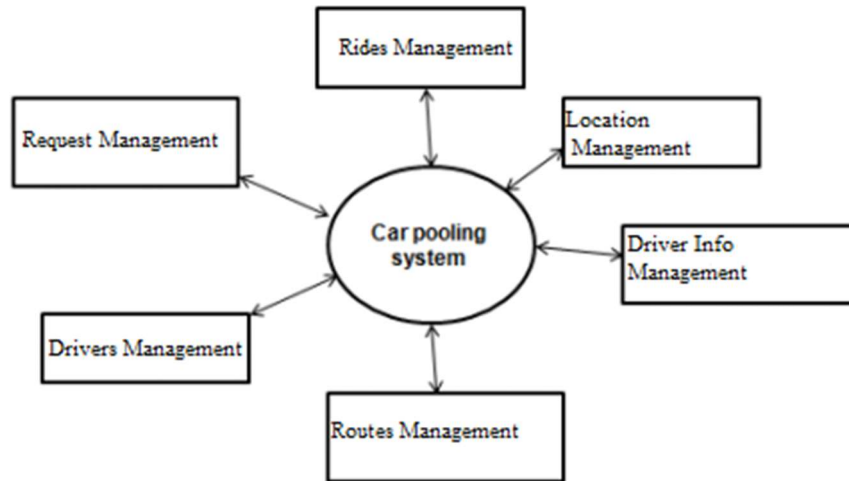 Rides Management
Request Management
Location
Management
Car pooling
system
Driver Info
Management
Drivers Management
Routes Management